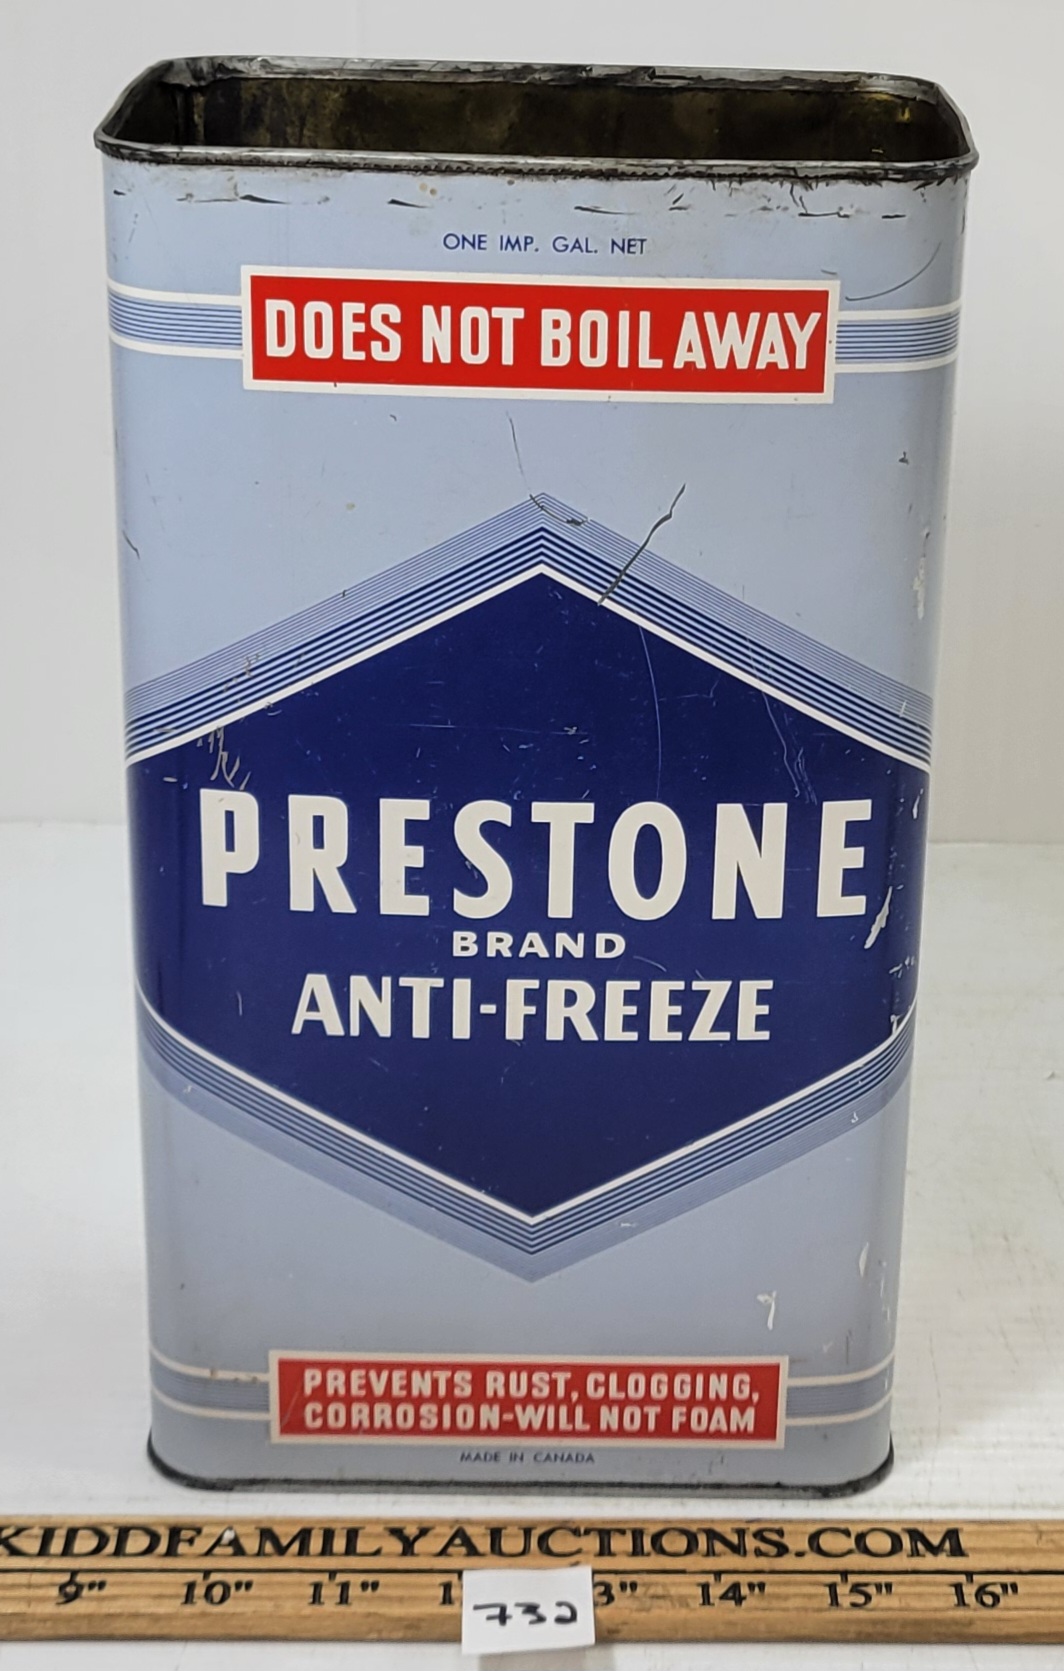 ONE IMP. GAL. NET
DOES NOT BOIL AWAY
PRESTONE
BRAND
ANTI-FREEZE
PREVENTS RUST, CLOGGING,
CORROSION-WILL NOT FOAM
MADE IN CANADA
KIDDFAMILYAUCTIONS.COM
9" 10" 11" 1 3" 14" 15" 16"
732